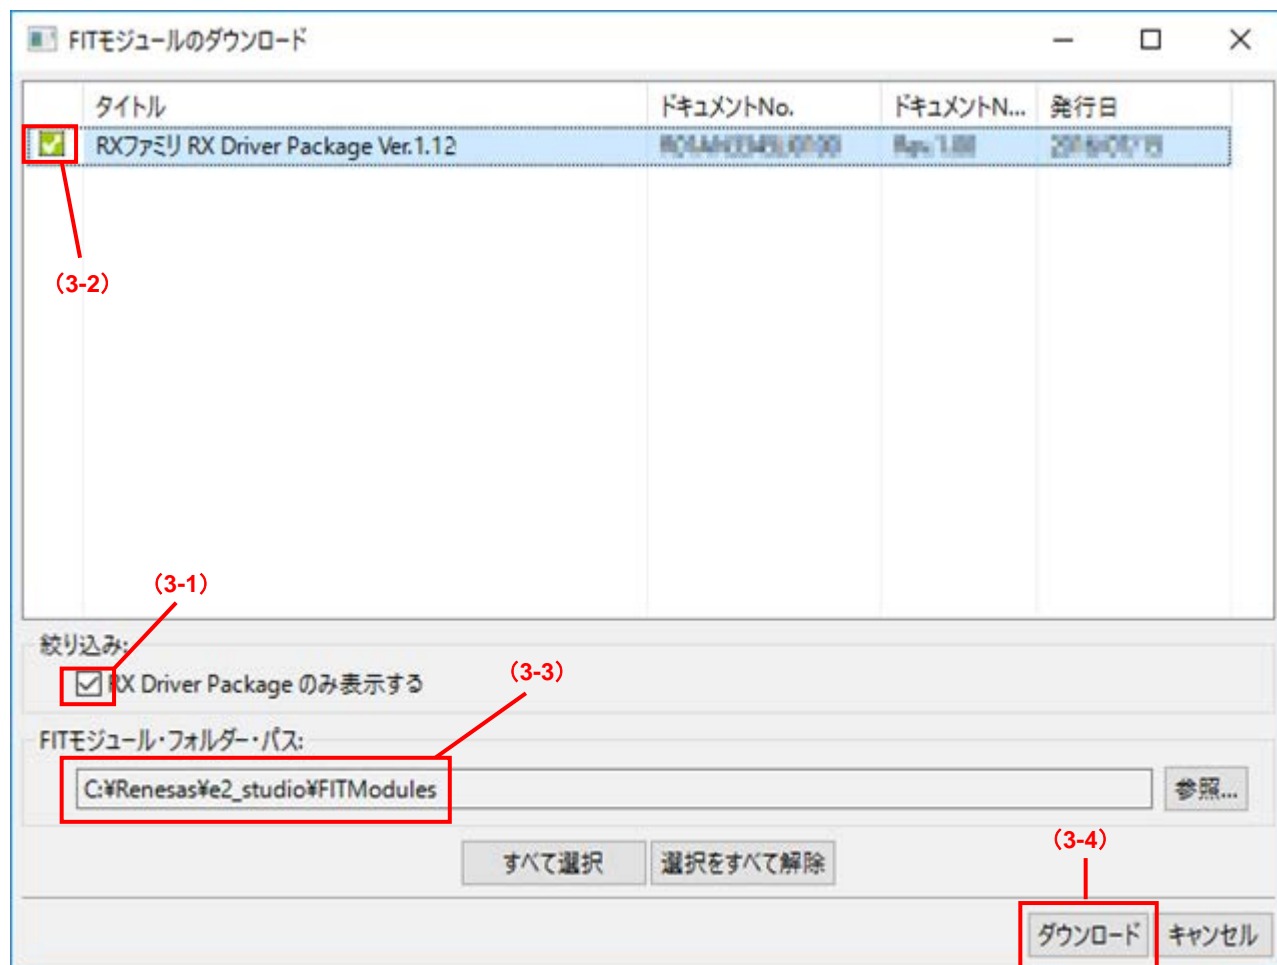 FITモジュールのダウンロード
タイトル ドキュメントNo. ドキュメントN... 発行日
RXファミリ RX Driver Package Ver.1.12
（3-2）
（3-1）
絞り込み:
RX Driver Package のみ表示する
（3-3）
FITモジュール・フォルダー・パス:
C:¥Renesas¥e2_studio¥FITModules
参照...
すべて選択 選択をすべて解除
（3-4）
ダウンロード キャンセル